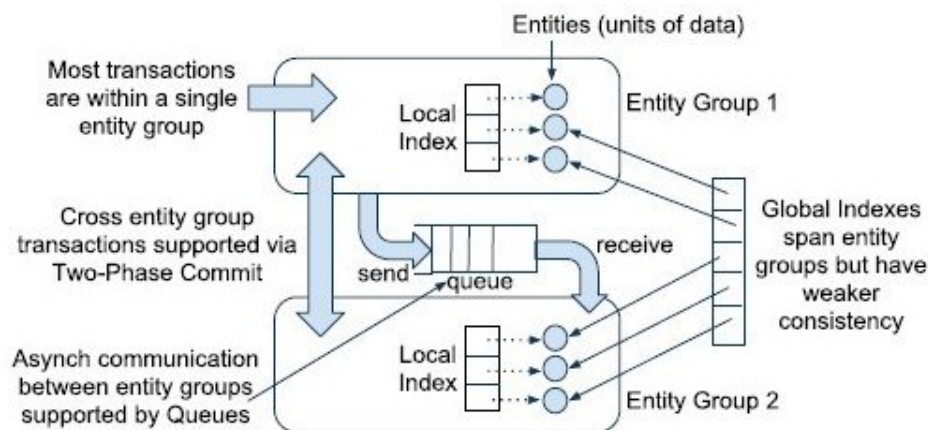 Entities (units of data)
Most transactions
are within a single
entity group
Local
Index
Entity Group 1
Cross entity group
transactions supported via
Two-Phase Commit
send
queue
receive
Global Indexes
span entity
groups but have
weaker
consistency
Asynch communication
between entity groups
supported by Queues
Local
Index
Entity Group 2